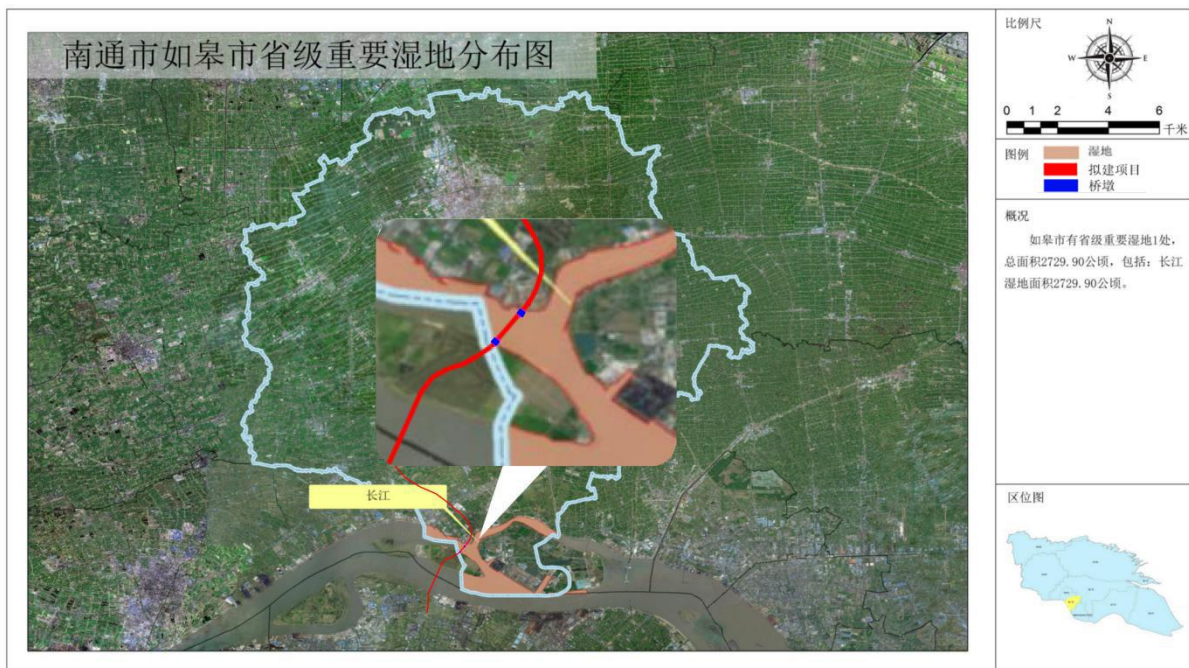 南通市如皋市省级重要湿地分布图
长江
比例尺
N
W
E
S
0 1 2 4 6
千米
图例
湿地
拟建项目
桥墩
概况
如皋市有省级重要湿地1处，
总面积2729.90公顷，包括：长江
湿地面积2729.90公顷。
区位图